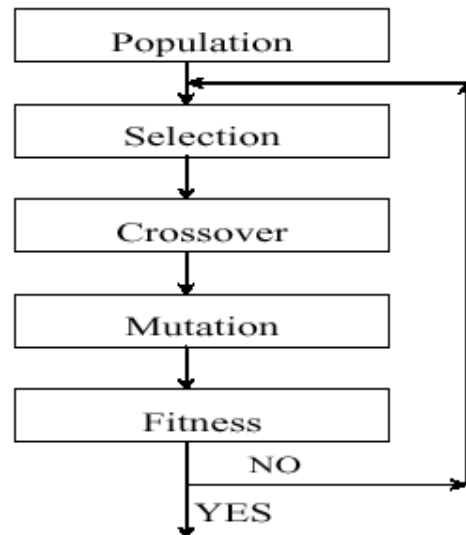 Population
Selection
Crossover
Mutation
Fitness
NO
YES